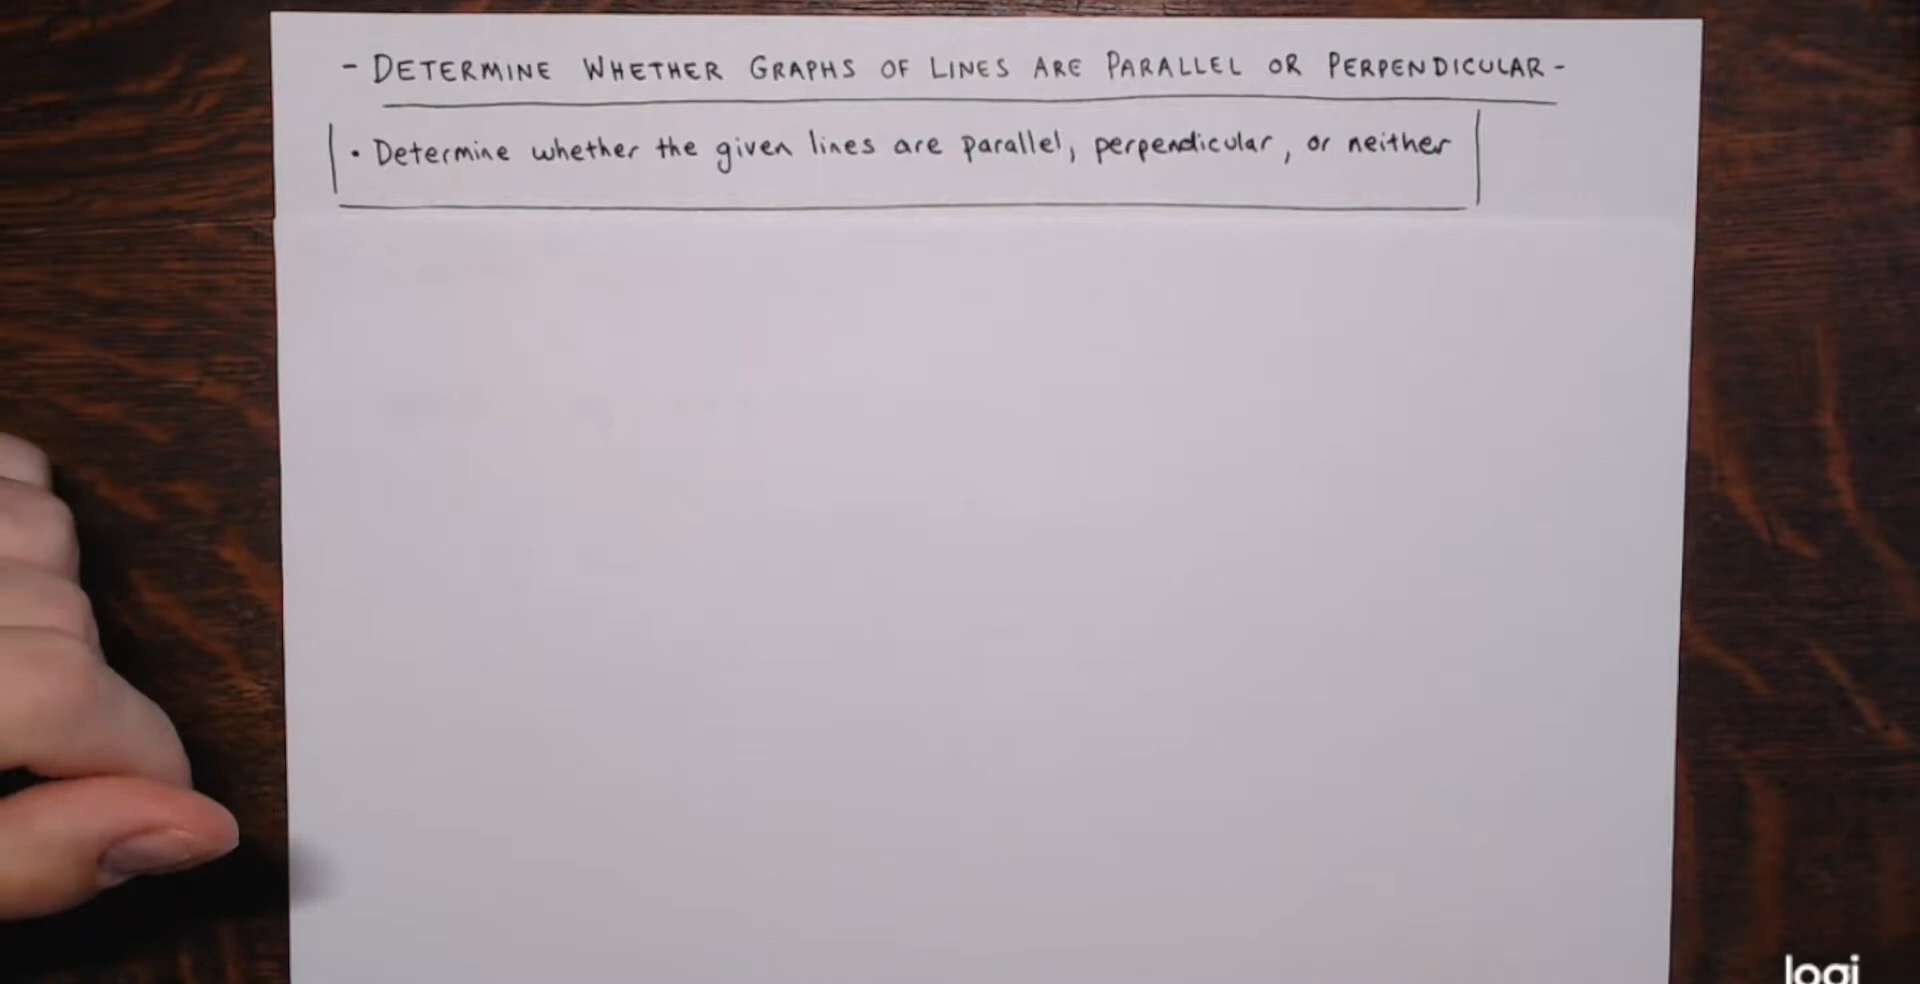 - DETERMINE WHETHER GRAPHS OF LINES ARE PARALLEL OR PERPENDICULAR -
• Determine whether the given lines are parallel, perpendicular, or neither
logi